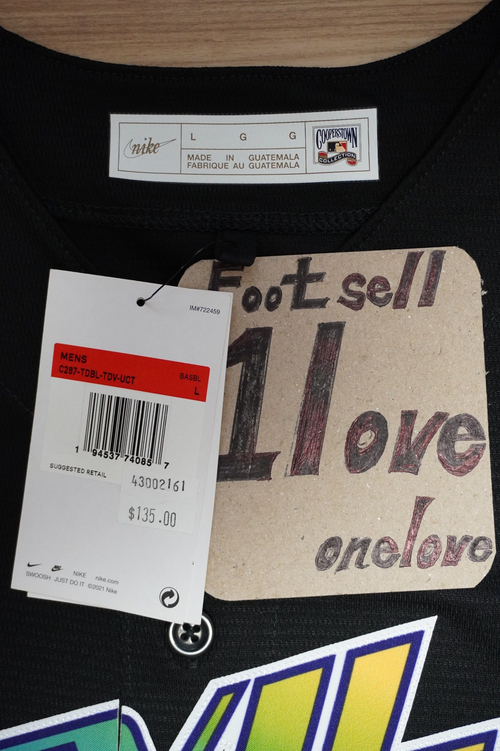 nike
L G G
MADE IN GUATEMALA
FABRIQUE AU GUATEMALA
COOPERSTOWN
COLLECTION
IM#722459
MENS
C287-TDBL-TDV-UCT
BASBL
L
1 94537 74085 7
SUGGESTED RETAIL
43002161
$135.00
NIKE nike.com
SWOOSH JUST DO IT ©2021 Nike
Foot sell
1love
onelove